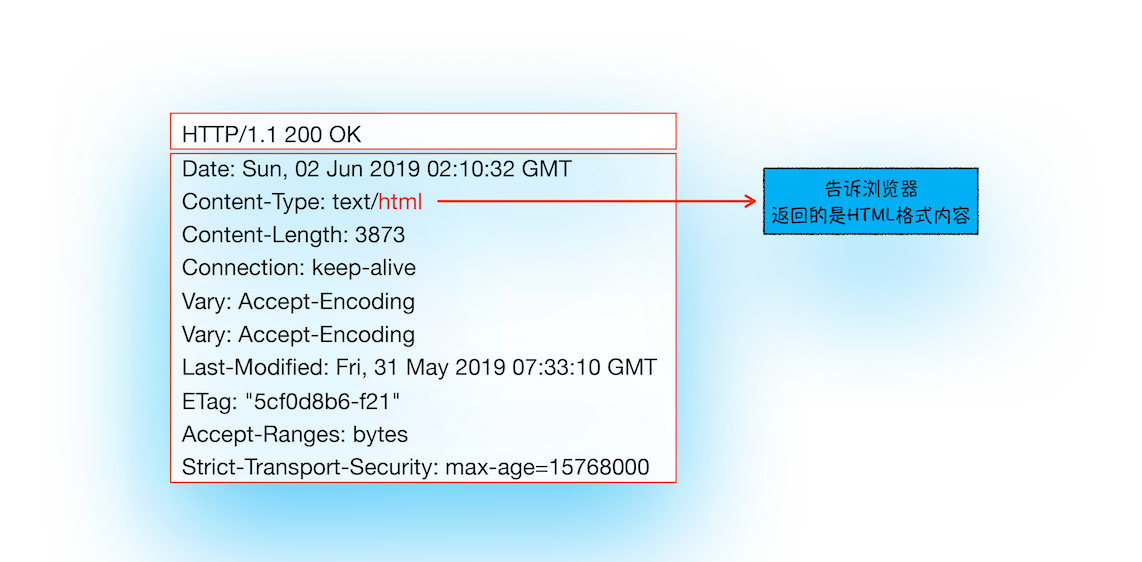 HTTP/1.1 200 OK
Date: Sun, 02 Jun 2019 02:10:32 GMT
Content-Type: text/html
Content-Length: 3873
Connection: keep-alive
Vary: Accept-Encoding
Vary: Accept-Encoding
Last-Modified: Fri, 31 May 2019 07:33:10 GMT
ETag: "5cf0d8b6-f21"
Accept-Ranges: bytes
Strict-Transport-Security: max-age=15768000
告诉浏览器
返回的是HTML格式内容